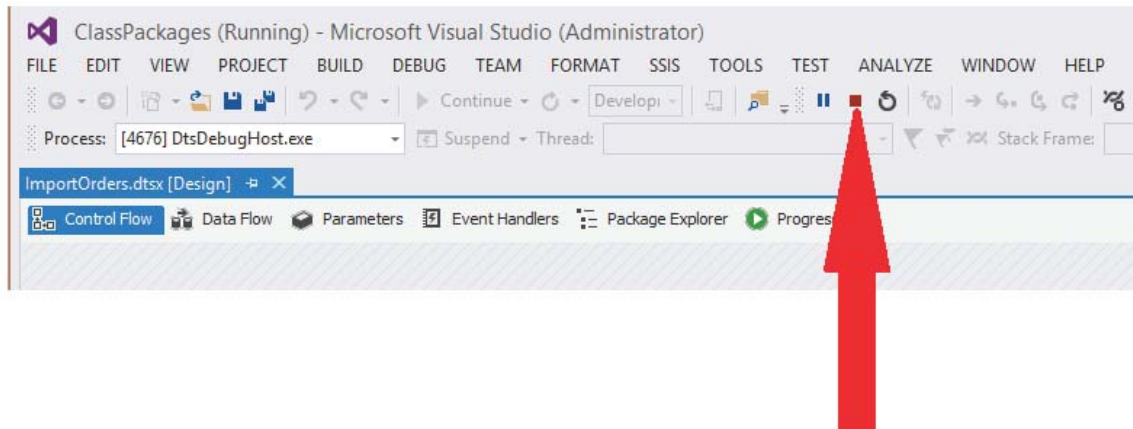 ClassPackages (Running) - Microsoft Visual Studio (Administrator)
FILE EDIT VIEW PROJECT BUILD DEBUG TEAM FORMAT SSIS TOOLS TEST ANALYZE WINDOW HELP
Continue Developi
Process: [4676] DtsDebugHost.exe Suspend Thread: Stack Frame:
ImportOrders.dtsx [Design]
Control Flow Data Flow Parameters Event Handlers Package Explorer Progres